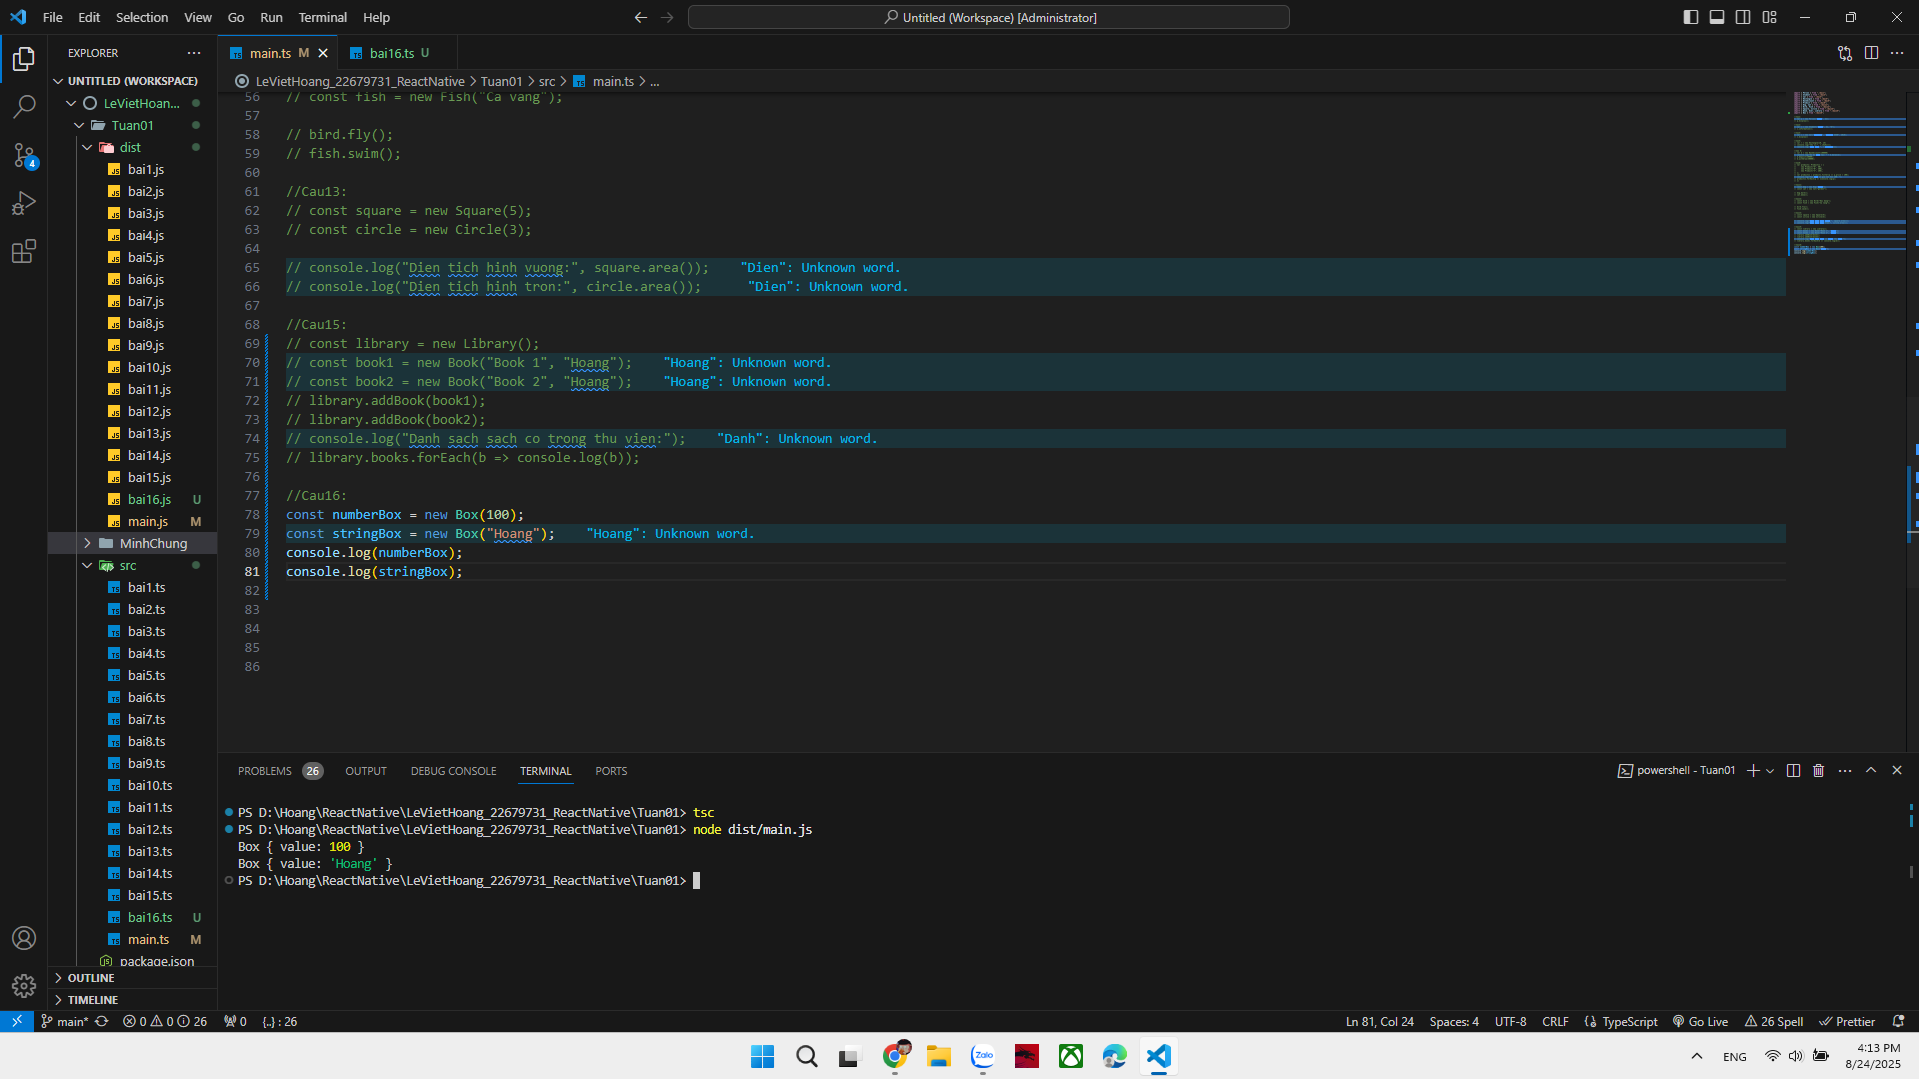 File Edit Selection View Go Run Terminal Help
Untitled (Workspace) [Administrator]
EXPLORER
UNTITLED (WORKSPACE)
LeVietHoan...
Tuan01
dist
bai1.js
bai2.js
bai3.js
bai4.js
bai5.js
bai6.js
bai7.js
bai8.js
bai9.js
bai10.js
bai11.js
bai12.js
bai13.js
bai14.js
bai15.js
bai16.js U
main.js M
MinhChung
src
bai1.ts
bai2.ts
bai3.ts
bai4.ts
bai5.ts
bai6.ts
bai7.ts
bai8.ts
bai9.ts
bai10.ts
bai11.ts
bai12.ts
bai13.ts
bai14.ts
bai15.ts
bai16.ts U
main.ts M
package.json
OUTLINE
TIMELINE
4
main.ts M bai16.ts U
LeVietHoang_22679731_ReactNative > Tuan01 > src > main.ts > ...
56 // const fish = new Fish("Ca vang");
57
58 // bird.fly();
59 // fish.swim();
60
61 //Cau13:
62 // const square = new Square(5);
63 // const circle = new Circle(3);
64
65 // console.log("Dien tich hinh vuong:", square.area()); "Dien": Unknown word.
66 // console.log("Dien tich hinh tron:", circle.area()); "Dien": Unknown word.
67
68 //Cau15:
69 // const library = new Library();
70 // const book1 = new Book("Book 1", "Hoang"); "Hoang": Unknown word.
71 // const book2 = new Book("Book 2", "Hoang"); "Hoang": Unknown word.
72 // library.addBook(book1);
73 // library.addBook(book2);
74 // console.log("Danh sach sach co trong thu vien:"); "Danh": Unknown word.
75 // library.books.forEach(b => console.log(b));
76
77 //Cau16:
78 const numberBox = new Box(100);
79 const stringBox = new Box("Hoang"); "Hoang": Unknown word.
80 console.log(numberBox);
81 console.log(stringBox);
82
83
84
85
86
PROBLEMS 26 OUTPUT DEBUG CONSOLE TERMINAL PORTS
powershell - Tuan01
PS D:\Hoang\ReactNative\LeVietHoang_22679731_ReactNative\Tuan01> tsc
PS D:\Hoang\ReactNative\LeVietHoang_22679731_ReactNative\Tuan01> node dist/main.js
Box { value: 100 }
Box { value: 'Hoang' }
PS D:\Hoang\ReactNative\LeVietHoang_22679731_ReactNative\Tuan01>
main* 0 0 26 0 {..} : 26
Ln 81, Col 24 Spaces: 4 UTF-8 CRLF {} TypeScript Go Live 26 Spell Prettier
Zalo
ENG
4:13 PM
8/24/2025